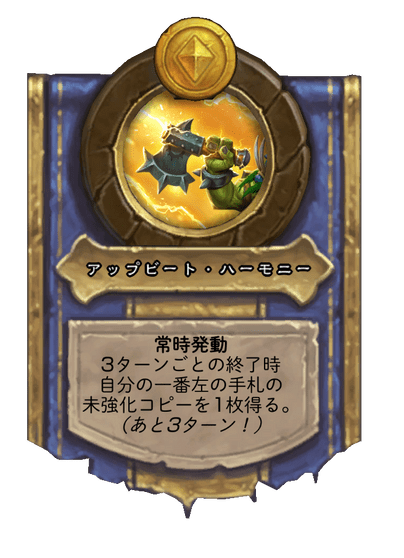 アップビート・ハーモニー
常時発動
3ターンごとの終了時
自分の一番左の手札の
未強化コピーを1枚得る。
(あと3ターン!)